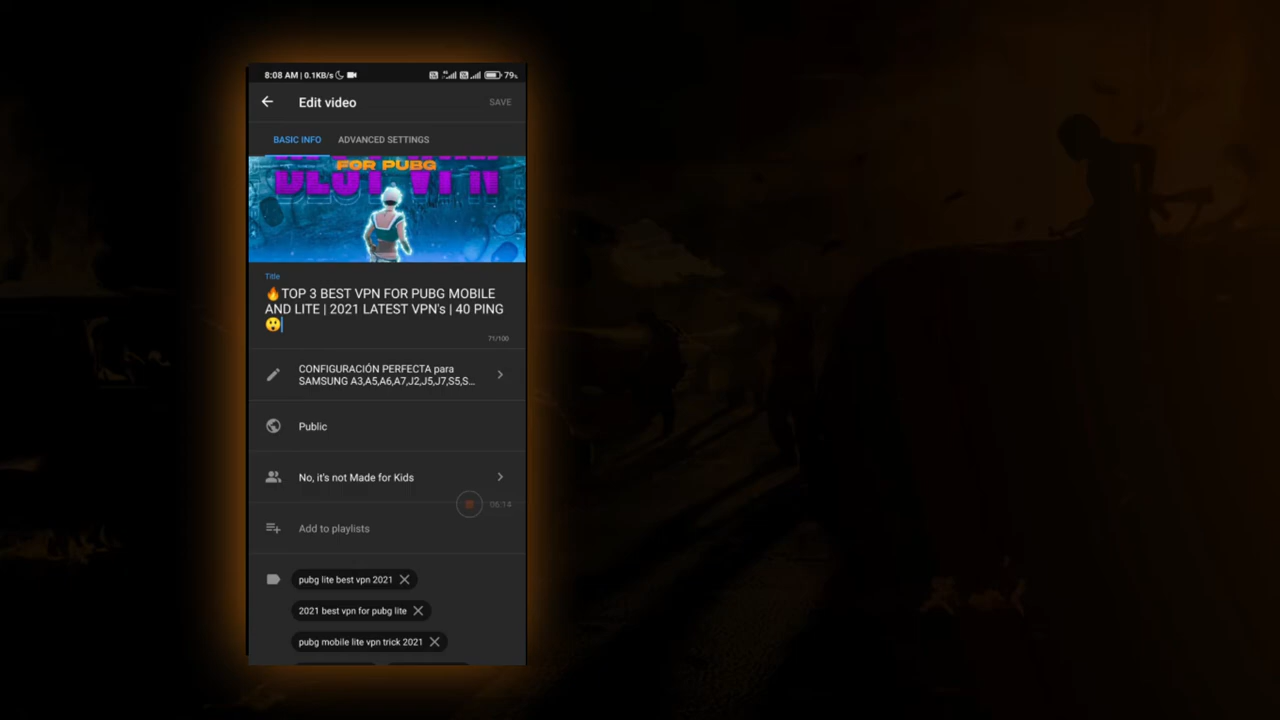 8:08 AM | 0.1KB/s
79%
Edit video
SAVE
BASIC INFO
ADVANCED SETTINGS
FOR PUBG
BEST VPN
Title
🔥TOP 3 BEST VPN FOR PUBG MOBILE
AND LITE | 2021 LATEST VPN's | 40 PING
😲
71/100
CONFIGURACIÓN PERFECTA para
SAMSUNG A3,A5,A6,A7,J2,J5,J7,S5,S...
Public
No, it's not Made for Kids
06:14
Add to playlists
pubg lite best vpn 2021
2021 best vpn for pubg lite
pubg mobile lite vpn trick 2021